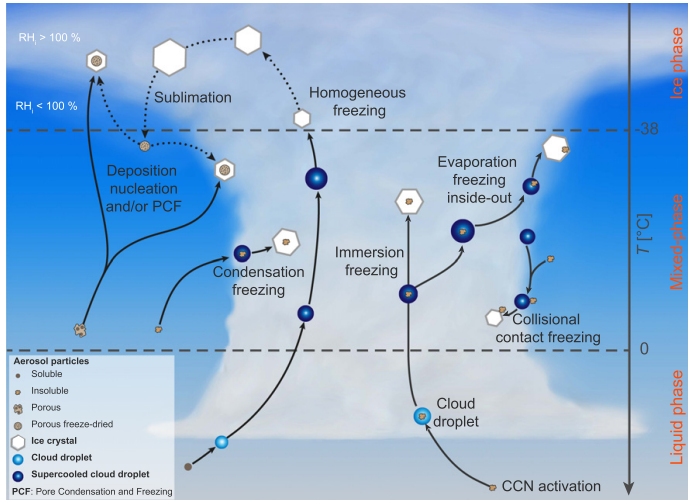 RHi > 100 %
RHi < 100 %
Sublimation
Homogeneous
freezing
Ice phase
-38
Deposition
nucleation
and/or PCF
Evaporation
freezing
inside-out
Condensation
freezing
Immersion
freezing
T [°C]
Mixed-phase
Collisional
contact freezing
0
Aerosol particles
Soluble
Insoluble
Porous
Porous freeze-dried
Ice crystal
Cloud droplet
Supercooled cloud droplet
PCF: Pore Condensation and Freezing
Cloud
droplet
CCN activation
Liquid phase